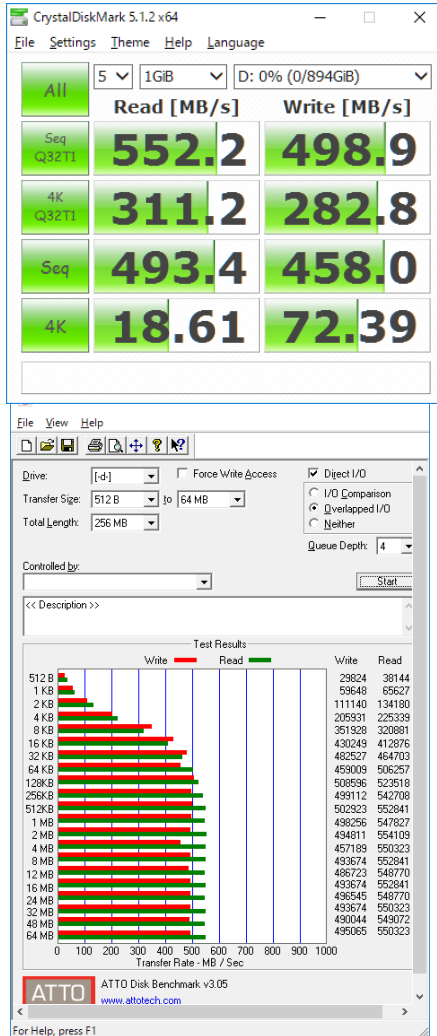 CrystalDiskMark 5.1.2 x64
File Settings Theme Help Language
All 5 1GiB D: 0% (0/894GiB)
Read [MB/s] Write [MB/s]
Seq Q32T1 552.2 498.9
4K Q32T1 311.2 282.8
Seq 493.4 458.0
4K 18.61 72.39
File View Help
Drive: [-d-] Force Write Access Direct I/O
Transfer Size: 512 B to 64 MB I/O Comparison
Total Length: 256 MB Overlapped I/O
Neither
Queue Depth: 4
Controlled by:
Start
<< Description >>
Test Results
Write Read Write Read
512 B 29824 38144
1 KB 59648 65627
2 KB 111140 134180
4 KB 205931 225339
8 KB 351928 320881
16 KB 430249 412876
32 KB 482527 464703
64 KB 459009 506257
128KB 508596 523518
256KB 499112 542708
512KB 502923 552841
1 MB 498256 547827
2 MB 494811 554109
4 MB 457189 550323
8 MB 493674 552841
12 MB 486723 548770
16 MB 493674 552841
24 MB 496545 548770
32 MB 493674 550323
48 MB 490044 549072
64 MB 495065 550323
0 100 200 300 400 500 600 700 800 900 1000
Transfer Rate - MB / Sec
ATTO ATTO Disk Benchmark v3.05
www.attotech.com
For Help, press F1